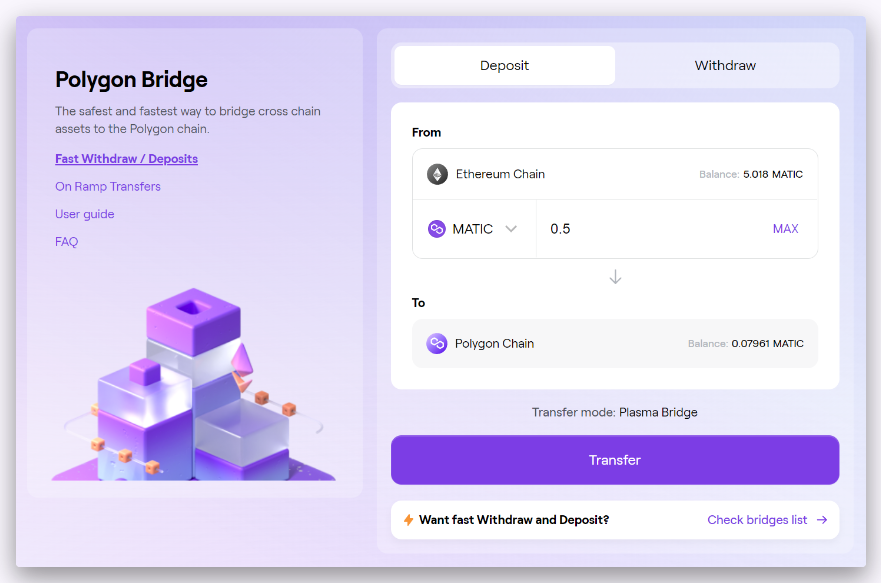 Polygon Bridge
The safest and fastest way to bridge cross chain
assets to the Polygon chain.
Fast Withdraw / Deposits
On Ramp Transfers
User guide
FAQ
Deposit Withdraw
From
Ethereum Chain Balance: 5.018 MATIC
MATIC 0.5 MAX
To
Polygon Chain Balance: 0.07961 MATIC
Transfer mode: Plasma Bridge
Transfer
Want fast Withdraw and Deposit? Check bridges list